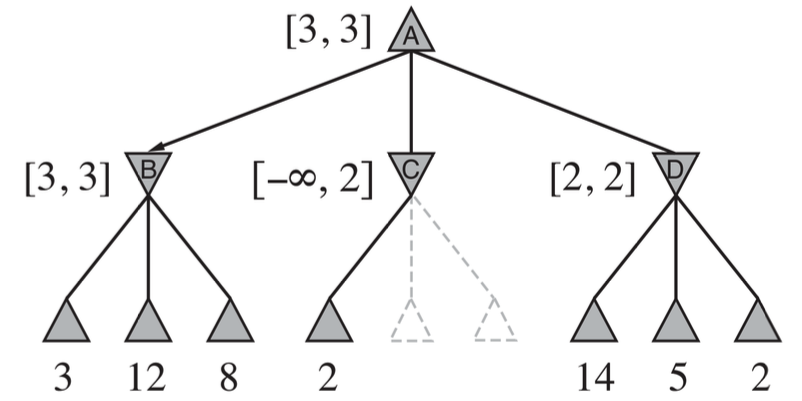 [3, 3] A
[3, 3] B [−∞, 2] C [2, 2] D
3 12 8 2 14 5 2